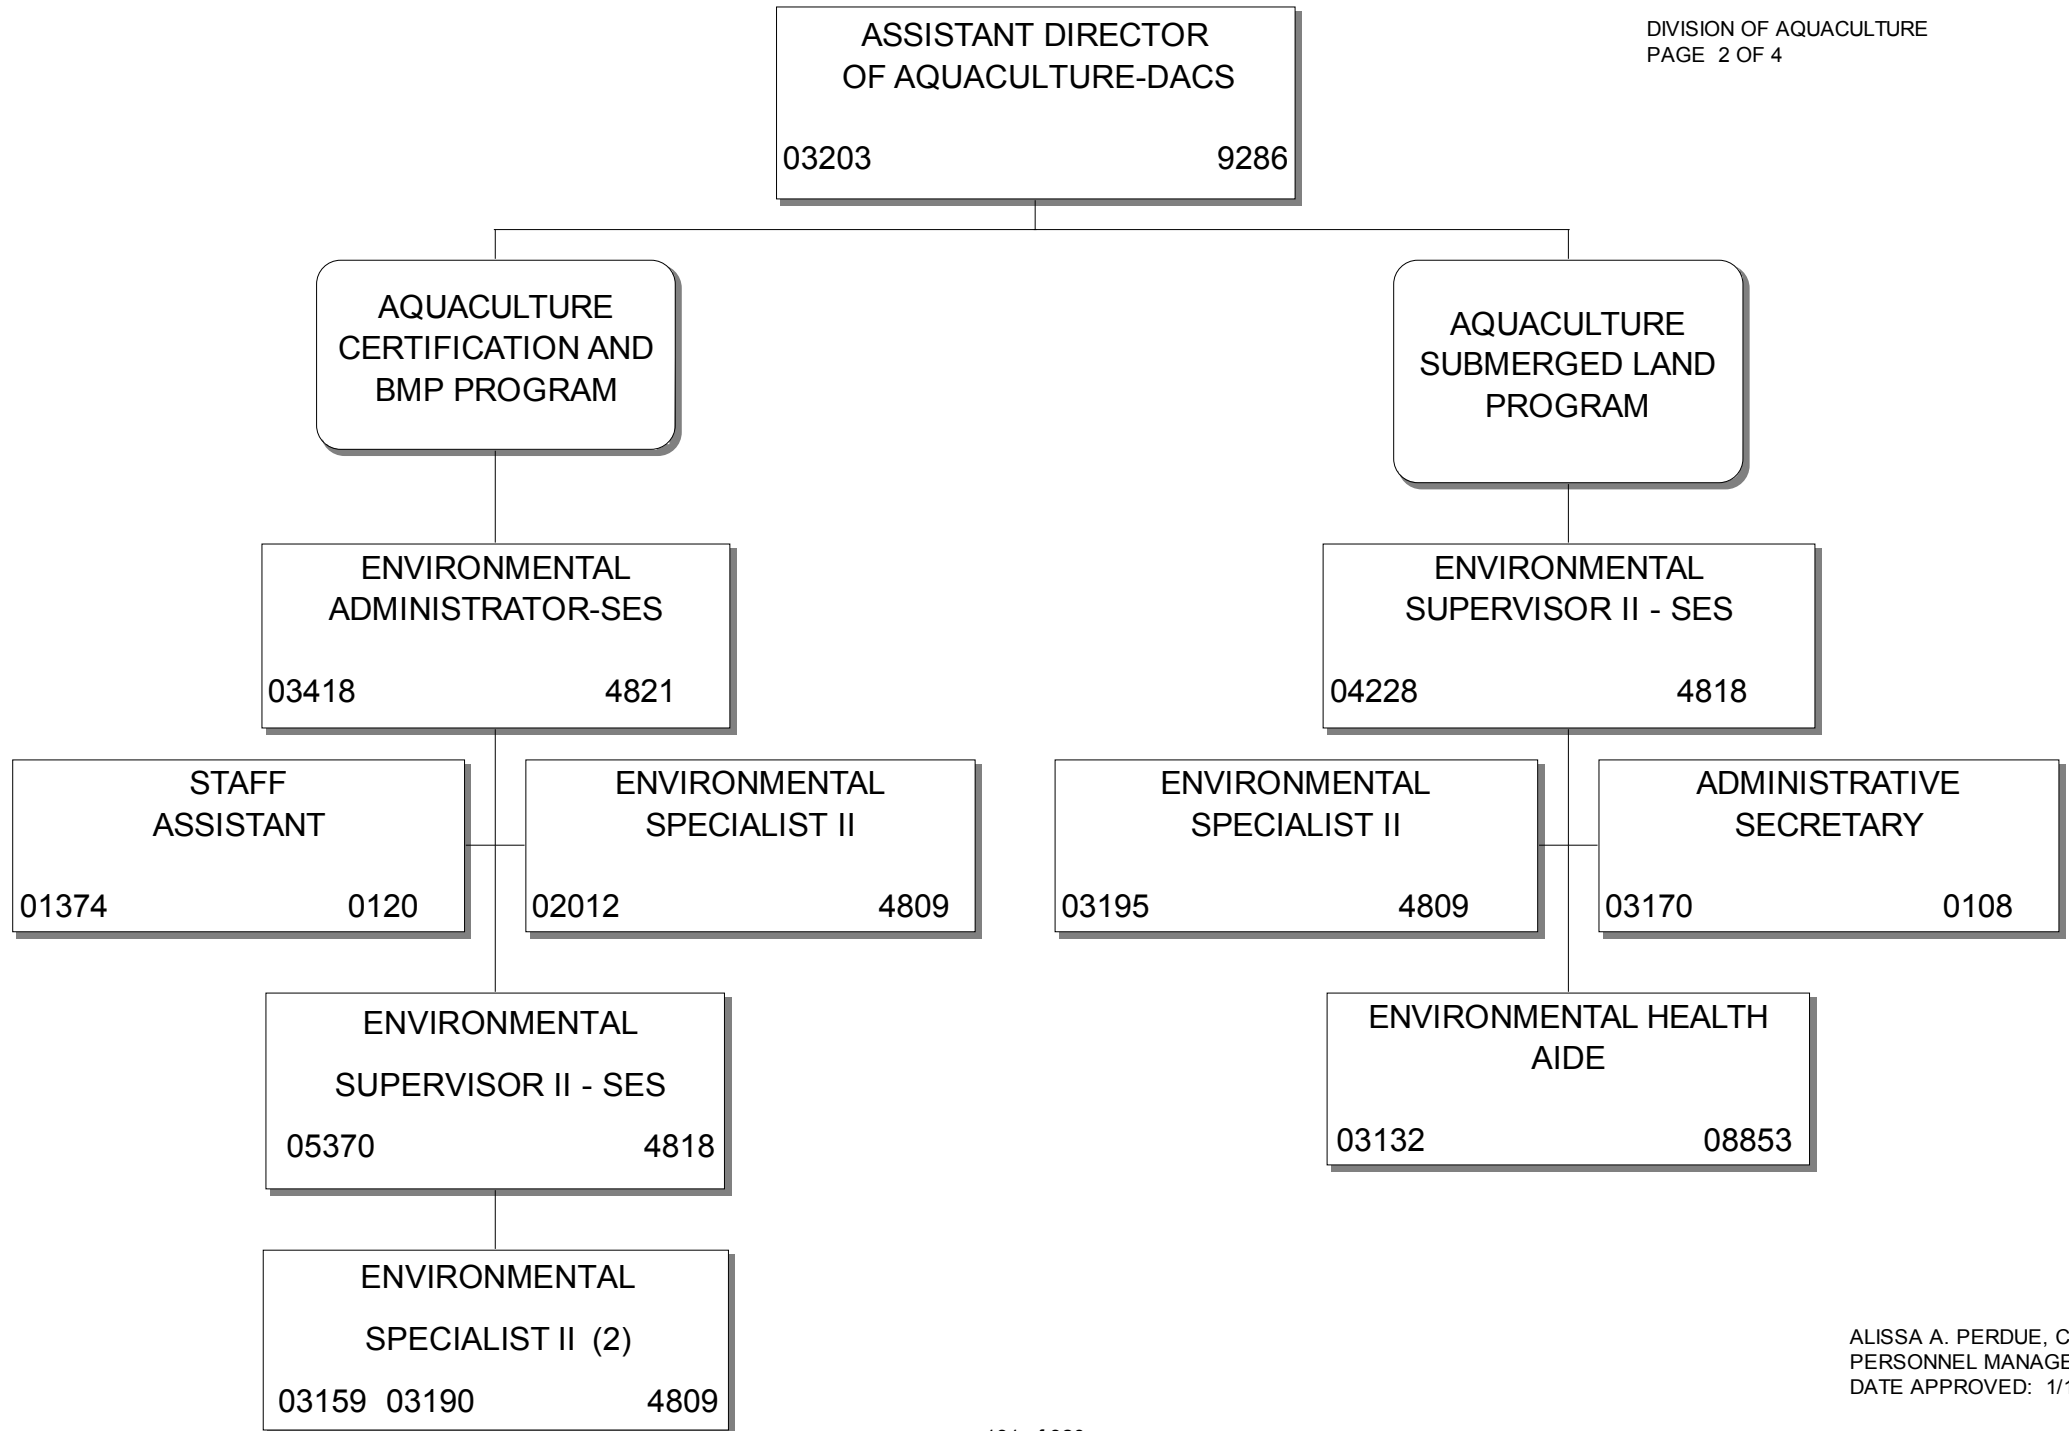 ASSISTANT DIRECTOR
OF AQUACULTURE-DACS
03203 9286
DIVISION OF AQUACULTURE
PAGE 2 OF 4
AQUACULTURE
CERTIFICATION AND
BMP PROGRAM
AQUACULTURE
SUBMERGED LAND
PROGRAM
ENVIRONMENTAL
ADMINISTRATOR-SES
03418 4821
ENVIRONMENTAL
SUPERVISOR II - SES
04228 4818
STAFF
ASSISTANT
01374 0120
ENVIRONMENTAL
SPECIALIST II
02012 4809
ENVIRONMENTAL
SPECIALIST II
03195 4809
ADMINISTRATIVE
SECRETARY
03170 0108
ENVIRONMENTAL
SUPERVISOR II - SES
05370 4818
ENVIRONMENTAL HEALTH
AIDE
03132 08853
ENVIRONMENTAL
SPECIALIST II (2)
03159 03190 4809
ALISSA A. PERDUE, C
PERSONNEL MANAGE
DATE APPROVED: 1/1